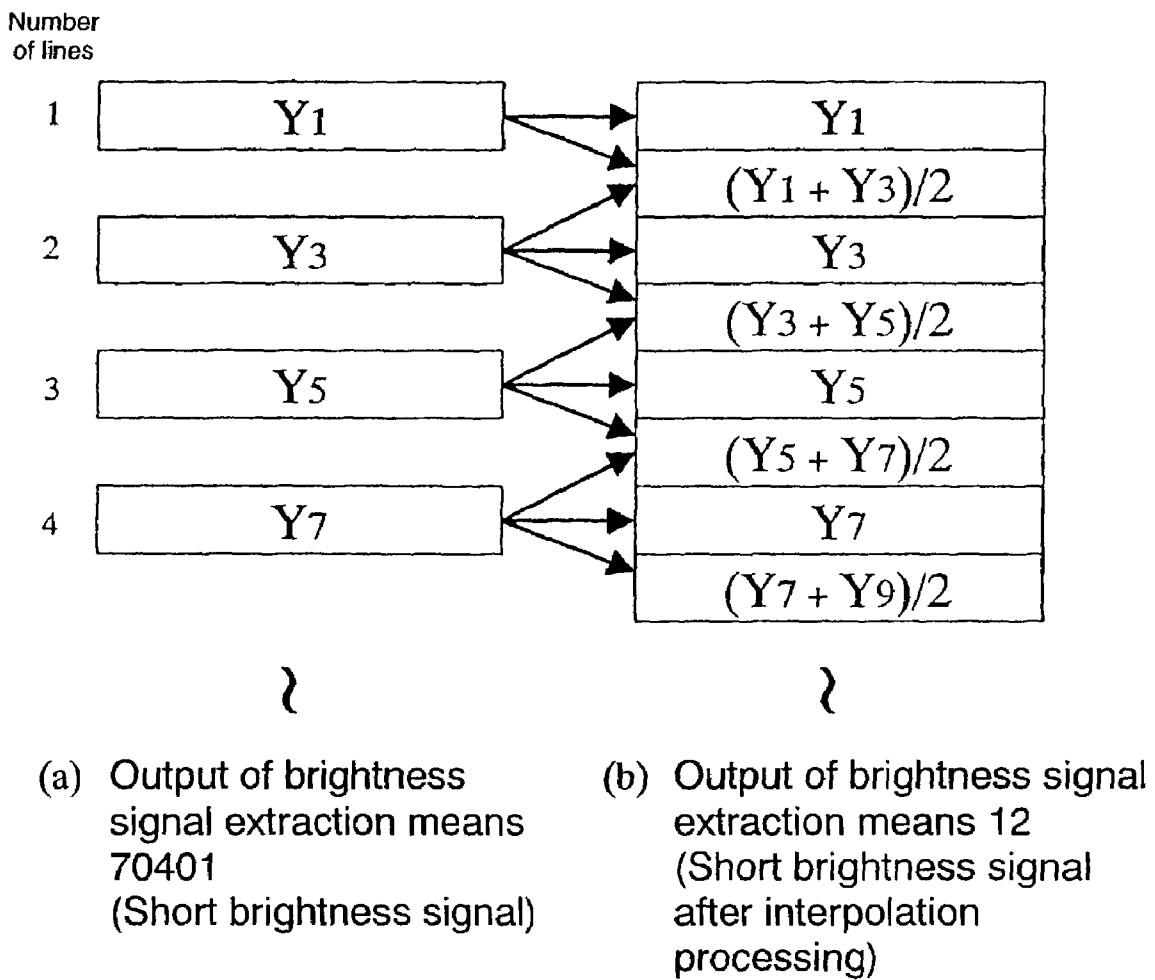 Number
of lines
1 Y1 Y1
(Y1 + Y3)/2
2 Y3 Y3
(Y3 + Y5)/2
3 Y5 Y5
(Y5 + Y7)/2
4 Y7 Y7
(Y7 + Y9)/2
~ ~
(a) Output of brightness
signal extraction means
70401
(Short brightness signal)
(b) Output of brightness signal
extraction means 12
(Short brightness signal
after interpolation
processing)